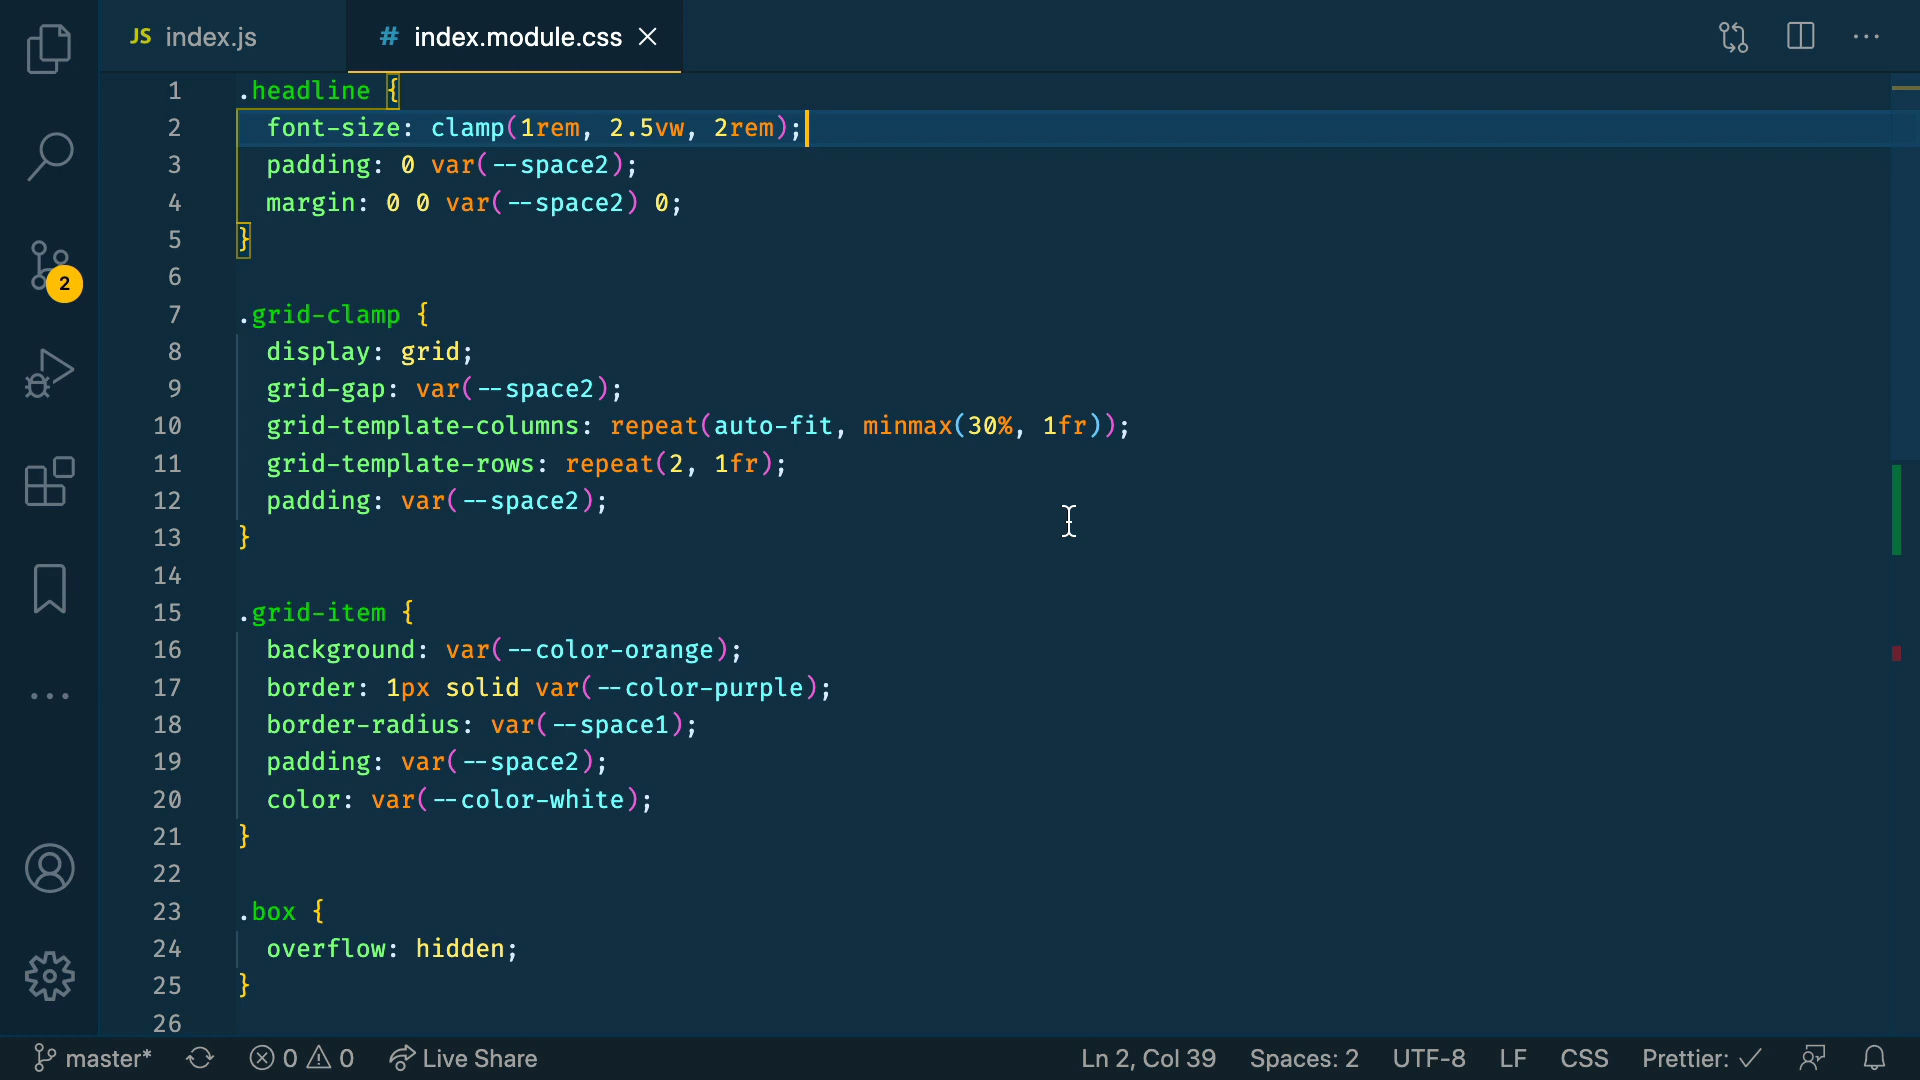 JS index.js # index.module.css
1 .headline {
2 font-size: clamp(1rem, 2.5vw, 2rem);
3 padding: 0 var(--space2);
4 margin: 0 0 var(--space2) 0;
5 }
6
7 .grid-clamp {
8 display: grid;
9 grid-gap: var(--space2);
10 grid-template-columns: repeat(auto-fit, minmax(30%, 1fr));
11 grid-template-rows: repeat(2, 1fr);
12 padding: var(--space2);
13 }
14
15 .grid-item {
16 background: var(--color-orange);
17 border: 1px solid var(--color-purple);
18 border-radius: var(--space1);
19 padding: var(--space2);
20 color: var(--color-white);
21 }
22
23 .box {
24 overflow: hidden;
25 }
26
2
master* 0 0 Live Share Ln 2, Col 39 Spaces: 2 UTF-8 LF CSS Prettier: ✓